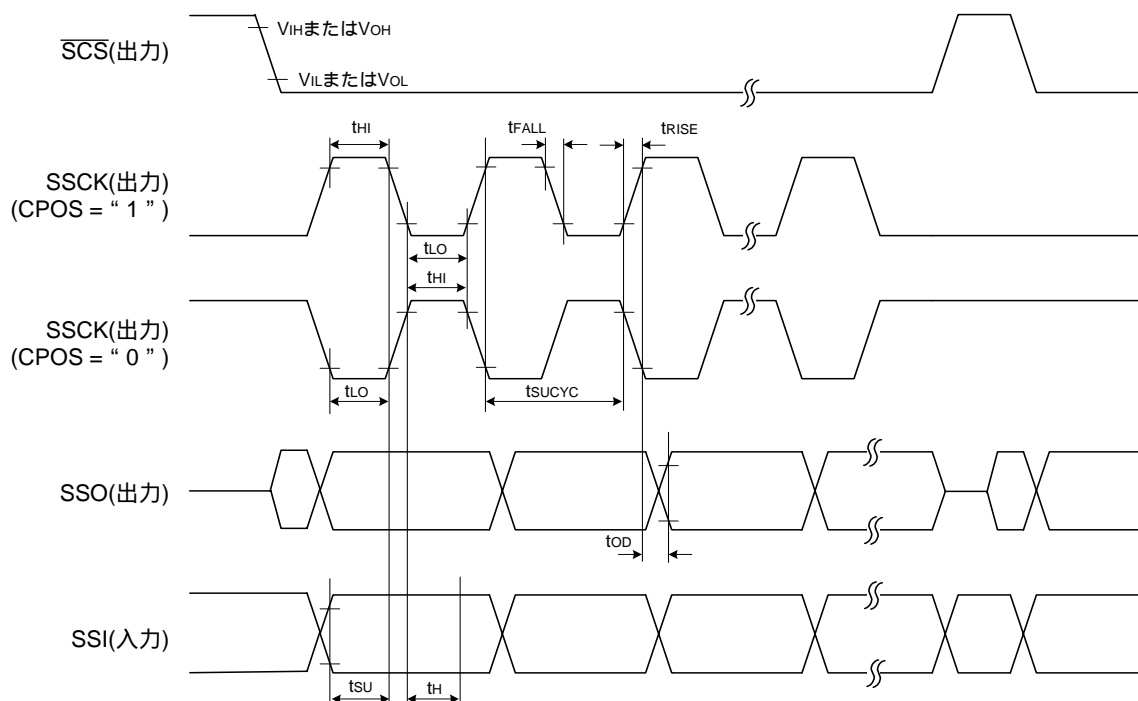 SCS(出力)
VIHまたはVOH
VILまたはVOL
tHI
tFALL
tRISE
SSCK(出力)
(CPOS = “ 1 ” )
tLO
tHI
SSCK(出力)
(CPOS = “ 0 ” )
tLO
tSUCYC
SSO(出力)
tOD
SSI(入力)
tSU
tH